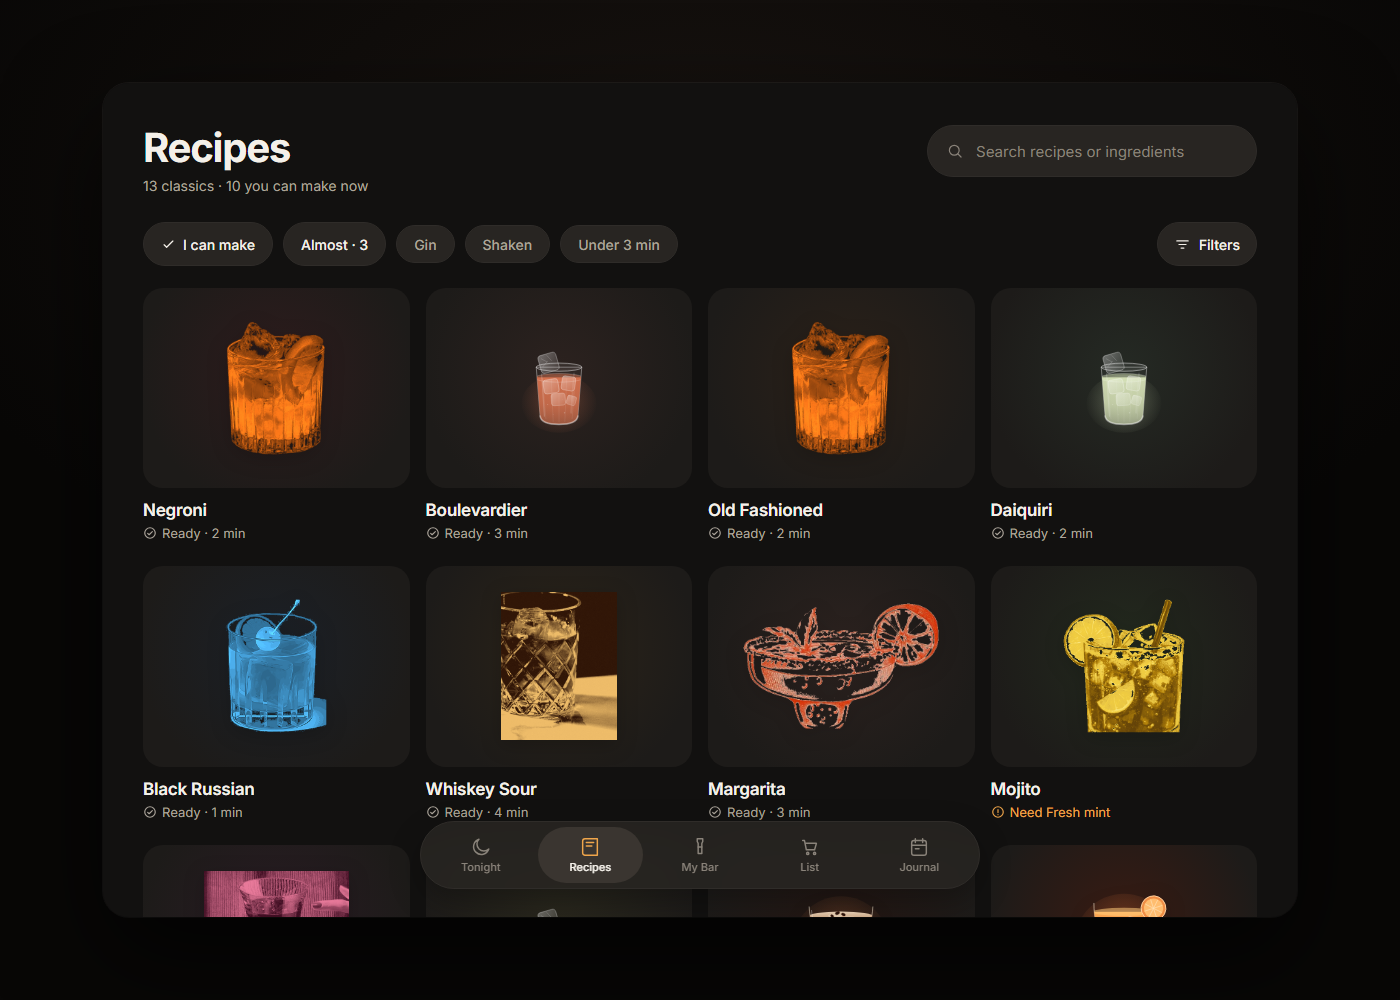 Recipes
13 classics · 10 you can make now
Search recipes or ingredients
I can make
Almost · 3
Gin
Shaken
Under 3 min
Filters
Negroni
Ready · 2 min
Boulevardier
Ready · 3 min
Old Fashioned
Ready · 2 min
Daiquiri
Ready · 2 min
Black Russian
Ready · 1 min
Whiskey Sour
Ready · 4 min
Margarita
Ready · 3 min
Mojito
Need Fresh mint
Tonight
Recipes
My Bar
List
Journal